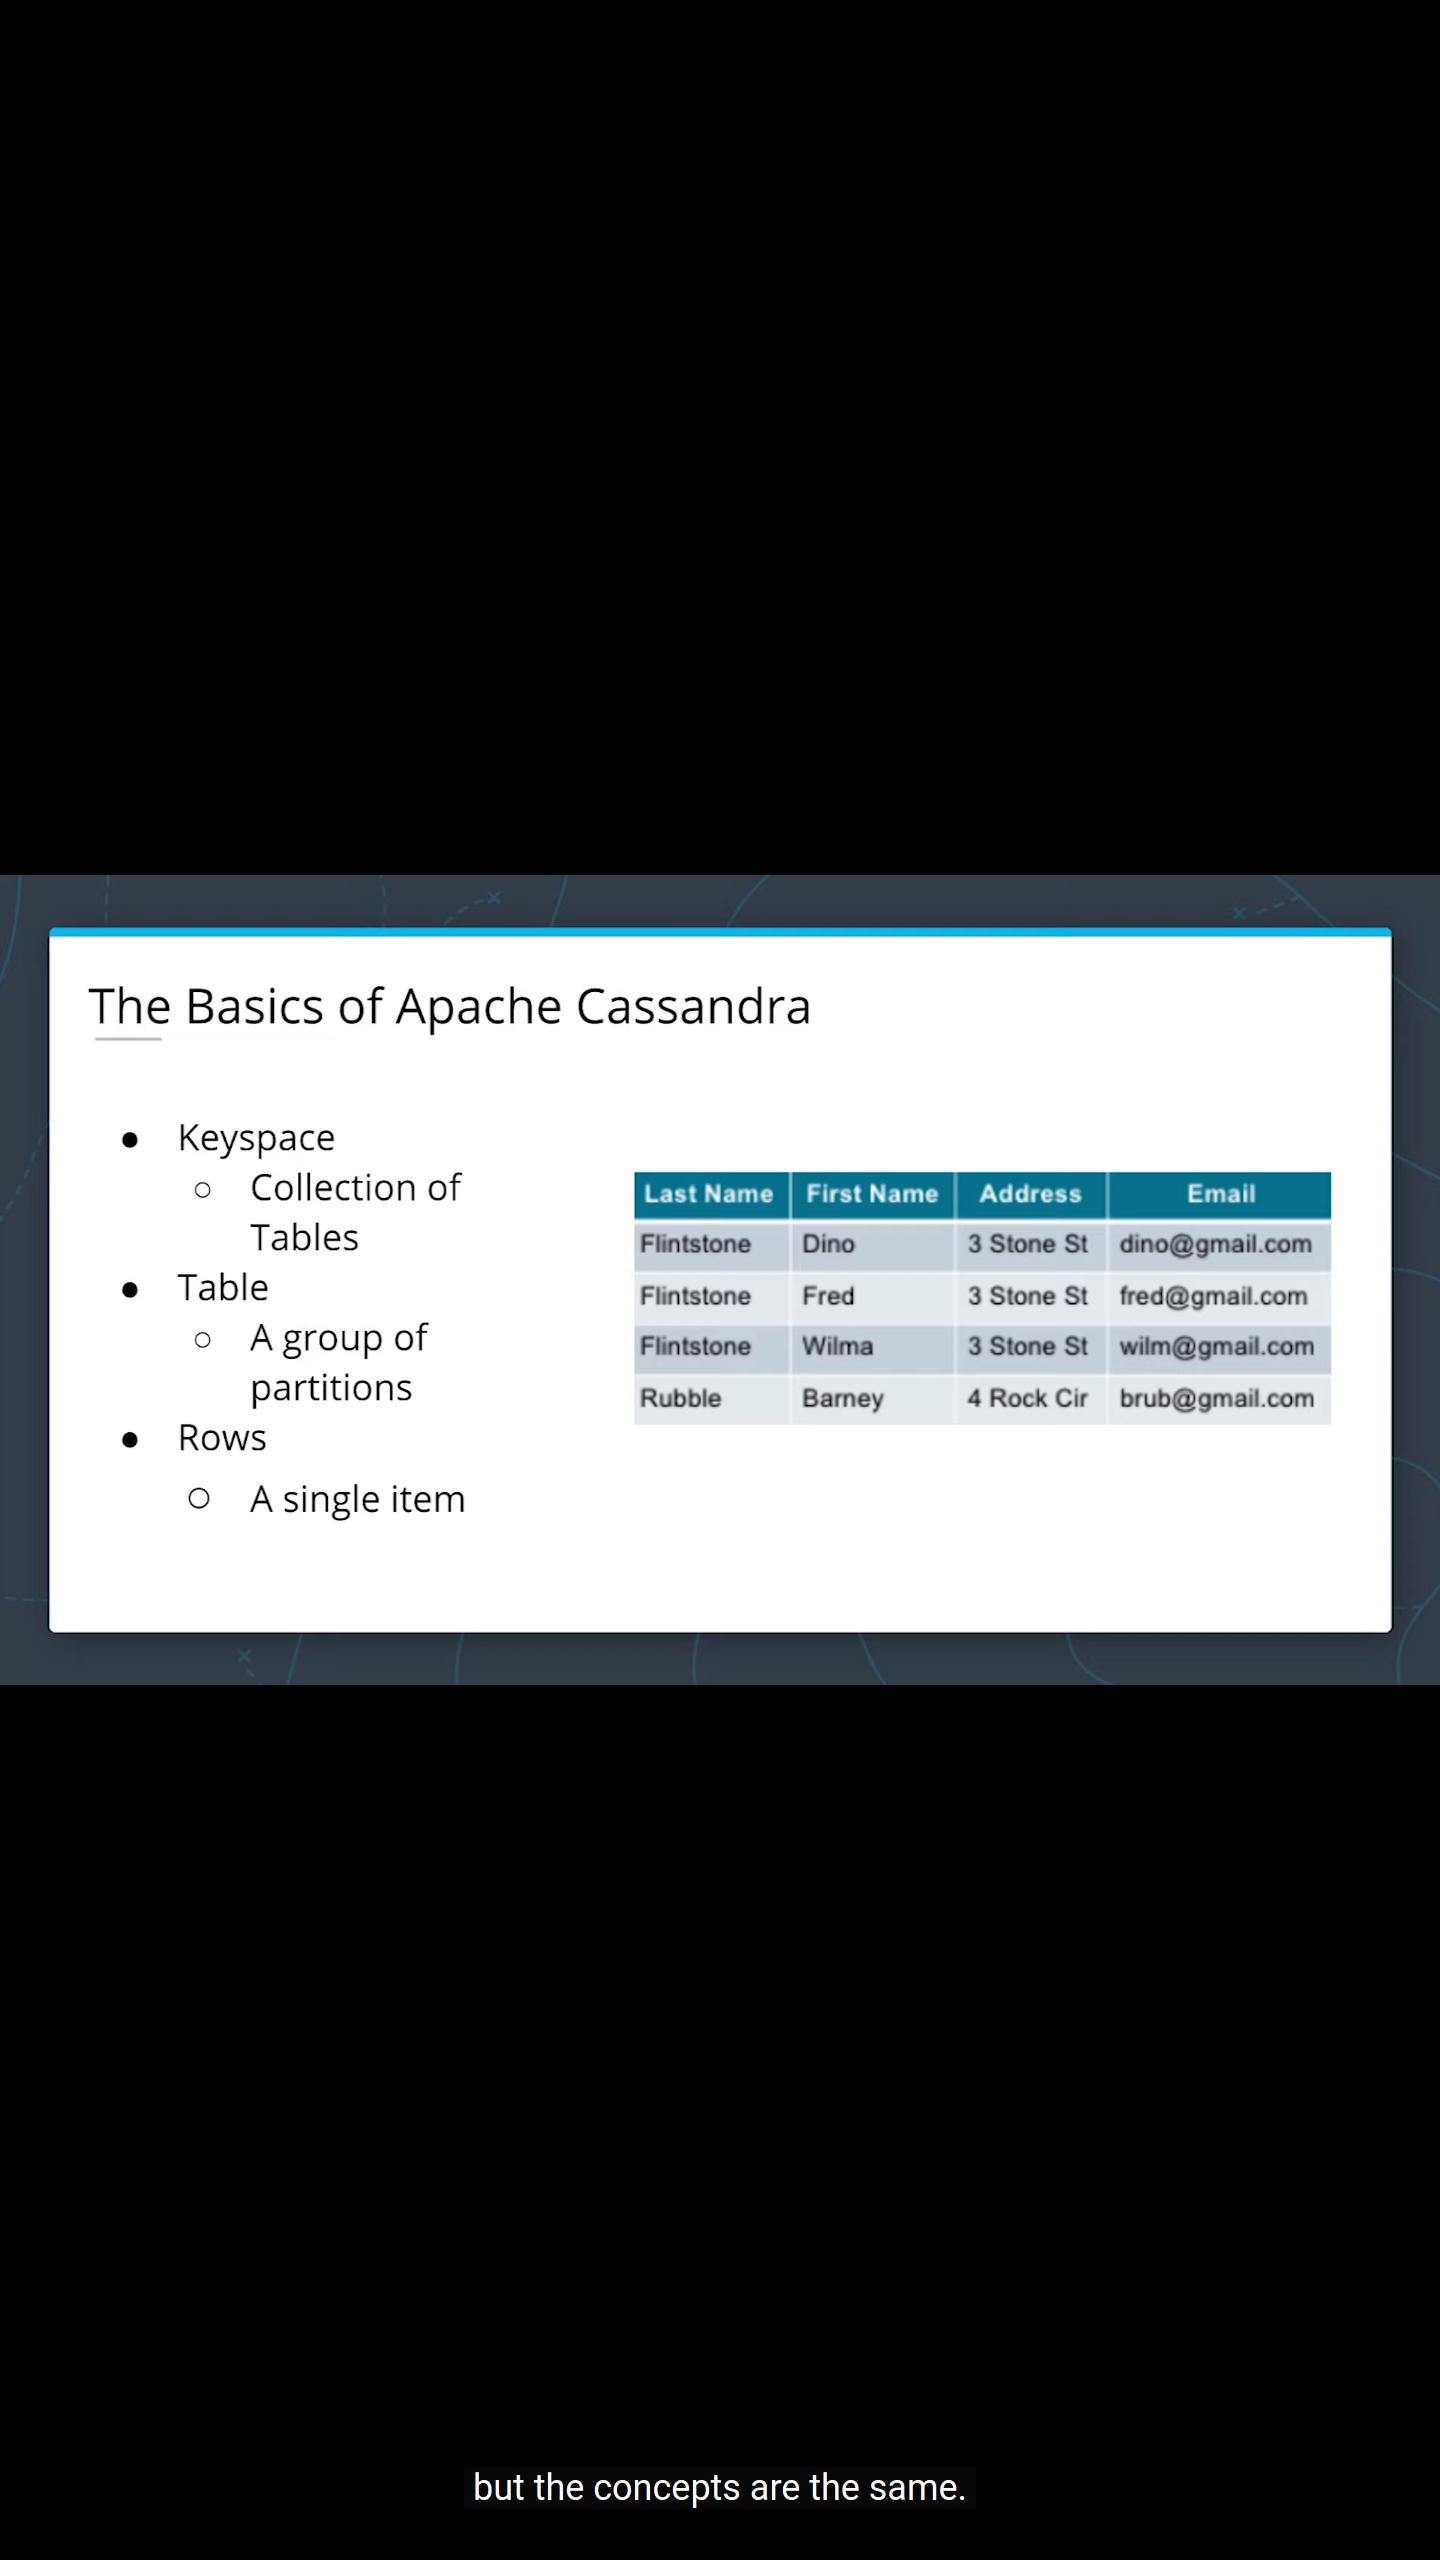 The Basics of Apache Cassandra
● Keyspace
○ Collection of
Tables
● Table
○ A group of
partitions
● Rows
○ A single item
Last Name First Name Address Email
Flintstone Dino 3 Stone St dino@gmail.com
Flintstone Fred 3 Stone St fred@gmail.com
Flintstone Wilma 3 Stone St wilm@gmail.com
Rubble Barney 4 Rock Cir brub@gmail.com
but the concepts are the same.